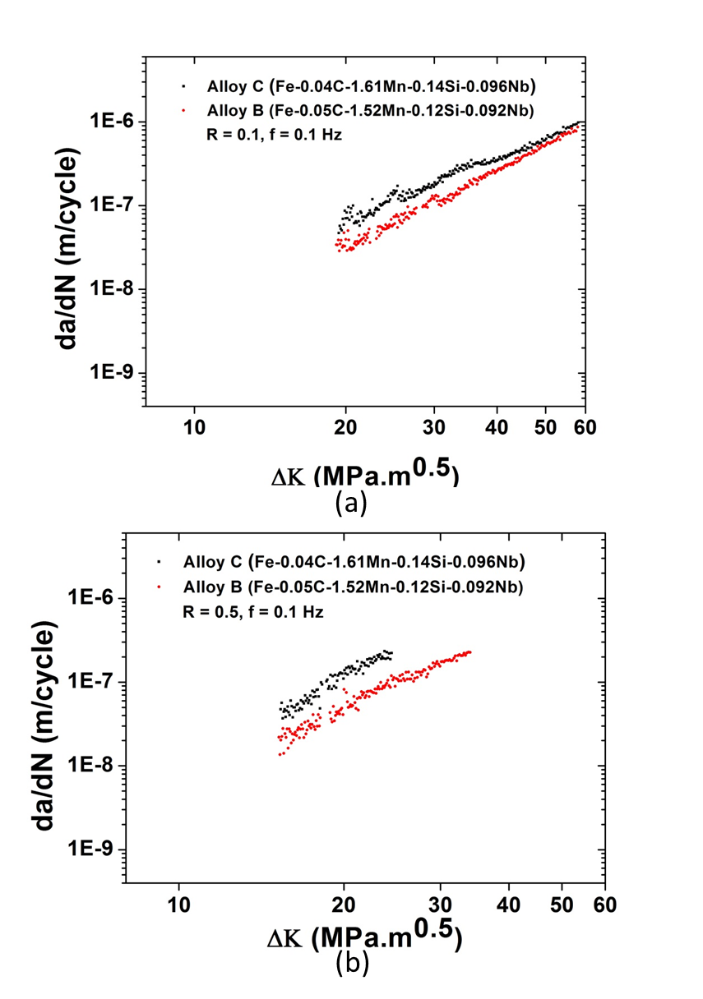 Alloy C (Fe-0.04C-1.61Mn-0.14Si-0.096Nb)
Alloy B (Fe-0.05C-1.52Mn-0.12Si-0.092Nb)
R = 0.1, f = 0.1 Hz
1E-6
1E-7
1E-8
1E-9
da/dN (m/cycle)
10 20 30 40 50 60
ΔK (MPa.m0.5)
(a)
Alloy C (Fe-0.04C-1.61Mn-0.14Si-0.096Nb)
Alloy B (Fe-0.05C-1.52Mn-0.12Si-0.092Nb)
R = 0.5, f = 0.1 Hz
1E-6
1E-7
1E-8
1E-9
da/dN (m/cycle)
10 20 30 40 50 60
ΔK (MPa.m0.5)
(b)